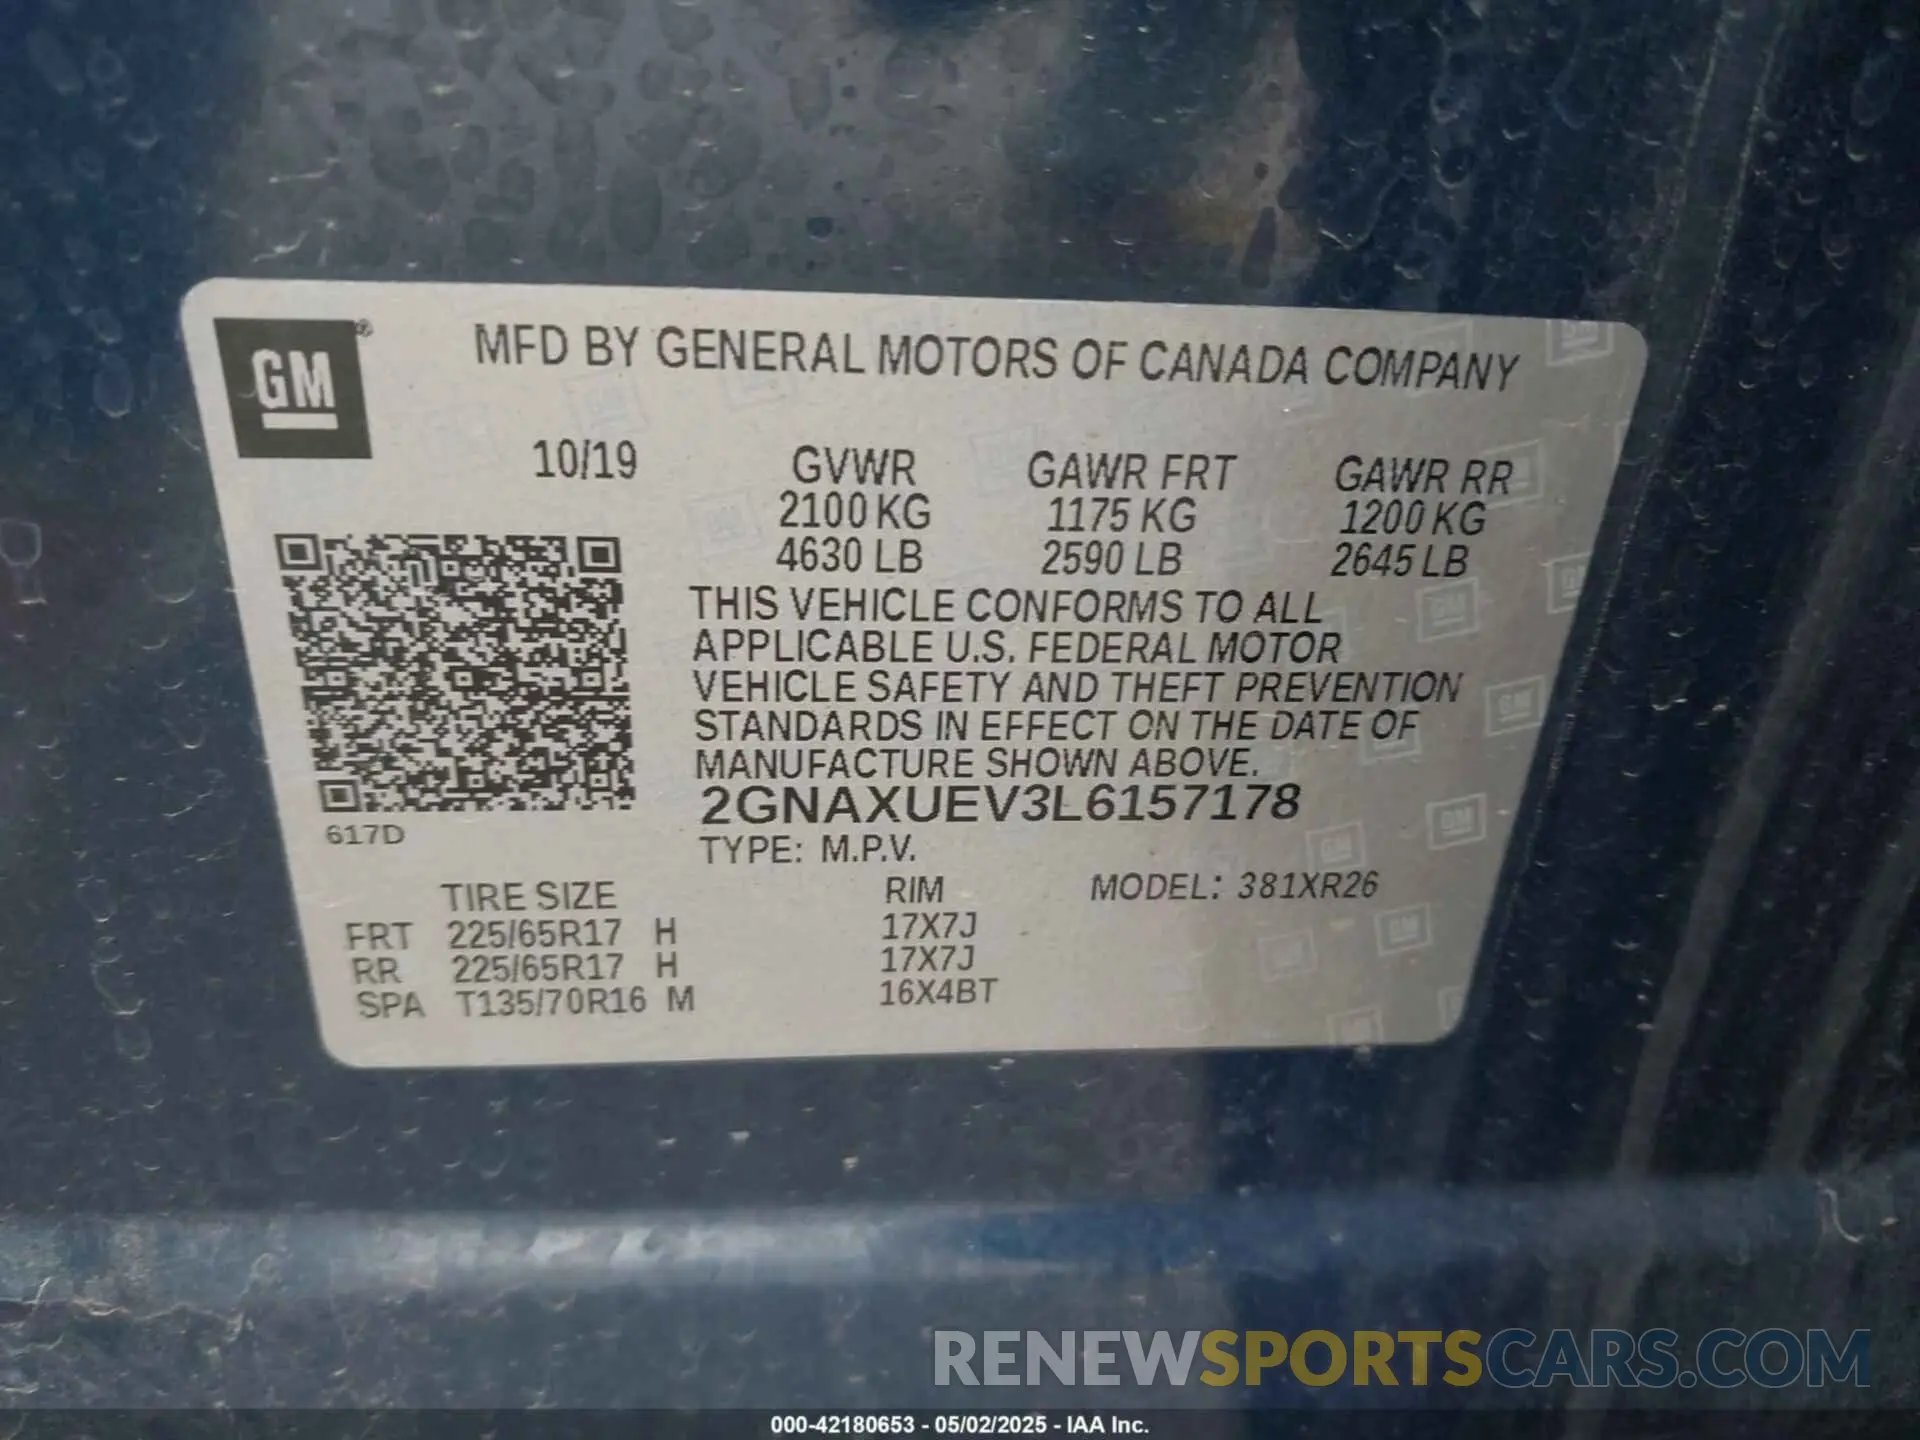 GM ®
MFD BY GENERAL MOTORS OF CANADA COMPANY
10/19 GVWR GAWR FRT GAWR RR
2100 KG 1175 KG 1200 KG
4630 LB 2590 LB 2645 LB
THIS VEHICLE CONFORMS TO ALL
APPLICABLE U.S. FEDERAL MOTOR
VEHICLE SAFETY AND THEFT PREVENTION
STANDARDS IN EFFECT ON THE DATE OF
MANUFACTURE SHOWN ABOVE.
2GNAXUEV3L6157178
617D
TYPE: M.P.V.
TIRE SIZE RIM MODEL: 381XR26
FRT 225/65R17 H 17X7J
RR 225/65R17 H 17X7J
SPA T135/70R16 M 16X4BT
RENEWSPORTSCARS.COM
000-42180653 - 05/02/2025 - IAA Inc.